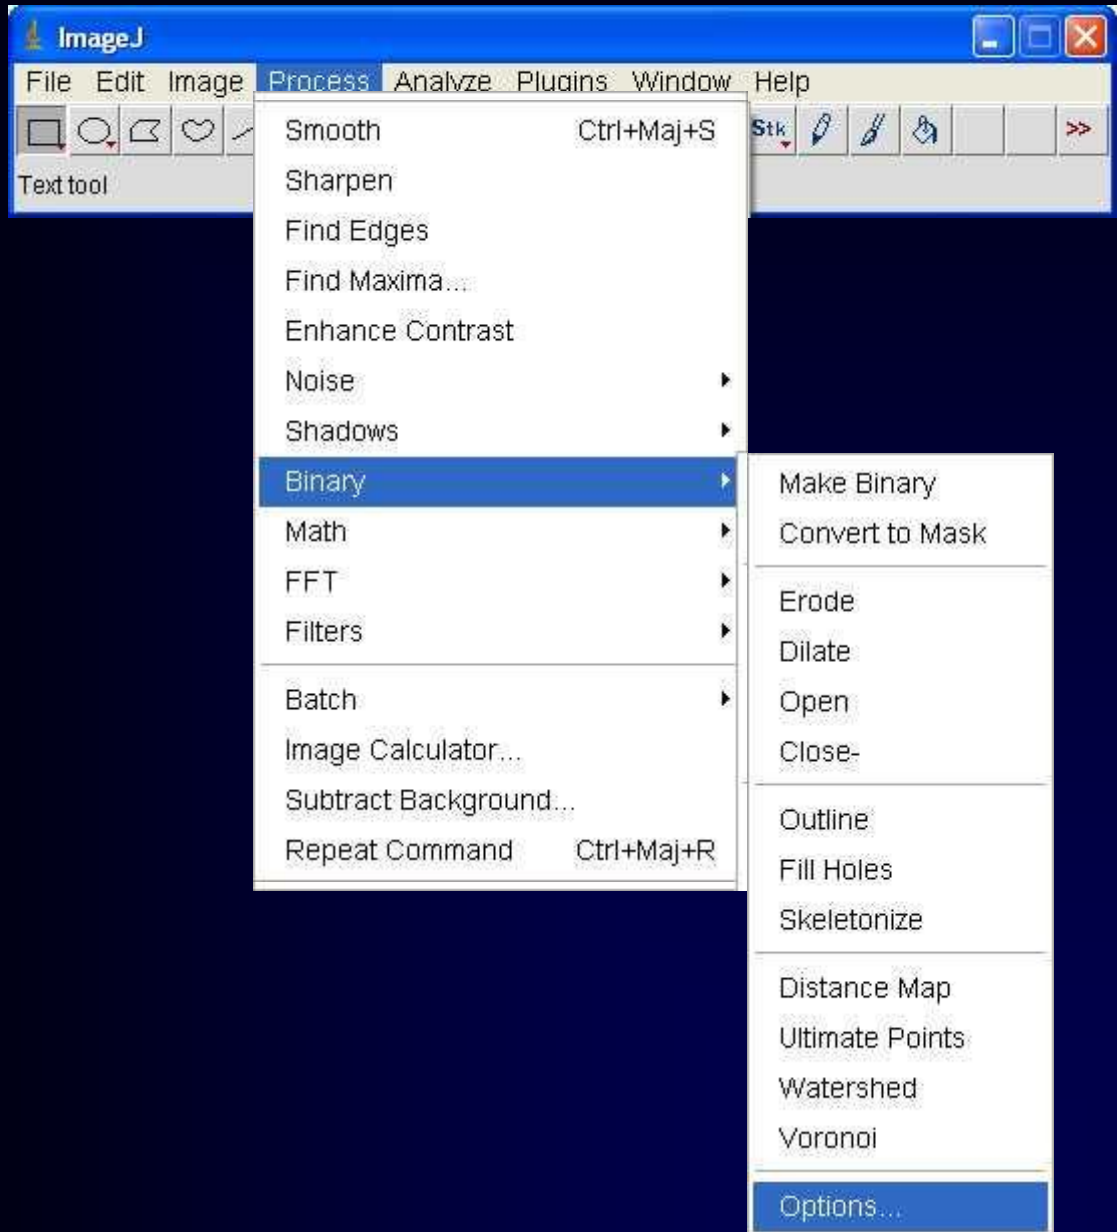 ImageJ
File Edit Image Process Analyze Plugins Window Help
Stk >>
Text tool
Smooth Ctrl+Maj+S
Sharpen
Find Edges
Find Maxima...
Enhance Contrast
Noise
Shadows
Binary
Math
FFT
Filters
Batch
Image Calculator...
Subtract Background...
Repeat Command Ctrl+Maj+R
Make Binary
Convert to Mask
Erode
Dilate
Open
Close-
Outline
Fill Holes
Skeletonize
Distance Map
Ultimate Points
Watershed
Voronoi
Options...